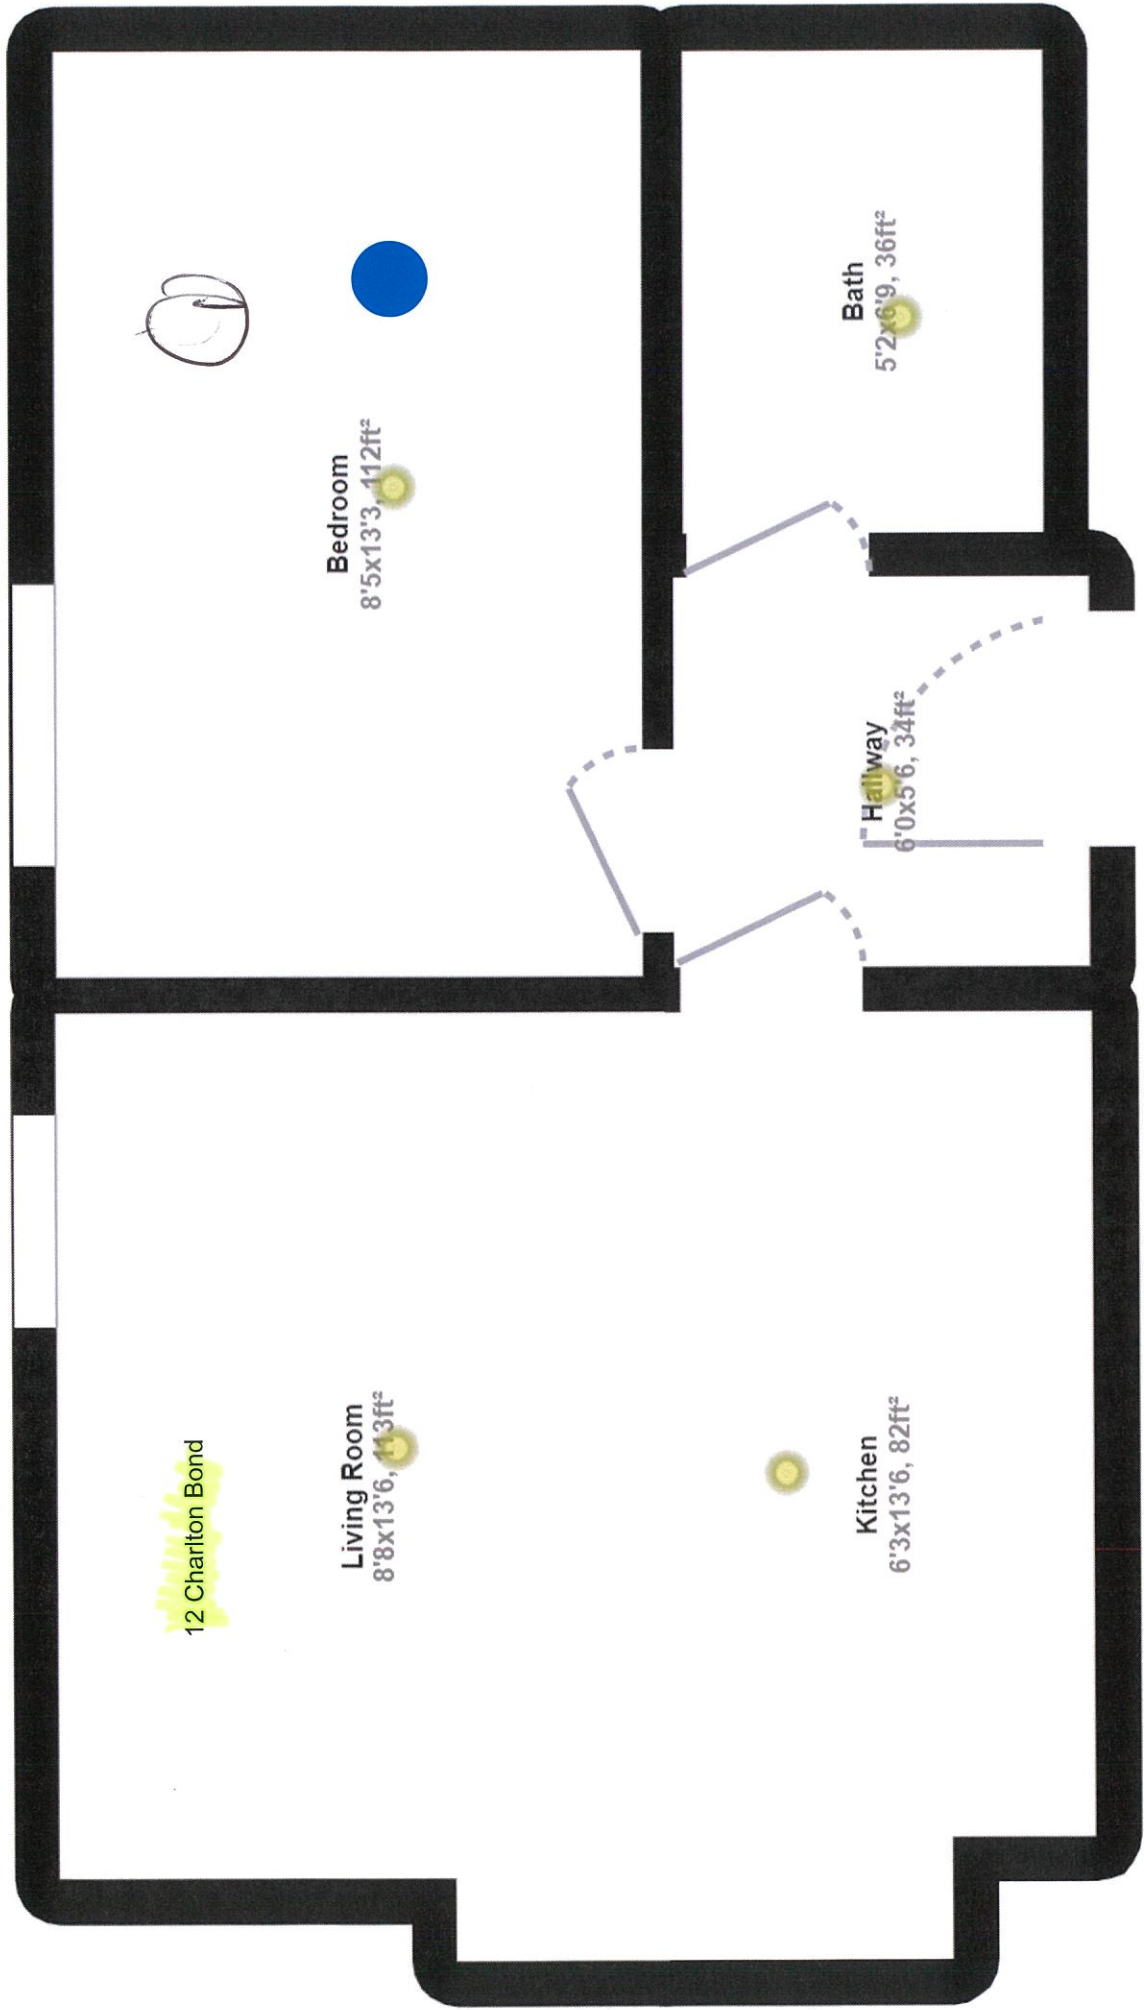 Bedroom
8'5x13'3, 112ft²
Bath
5'2x6'9, 36ft²
Hallway
6'0x5'6, 34ft²
12 Charlton Bond
Living Room
8'8x13'6, 113ft²
Kitchen
6'3x13'6, 82ft²